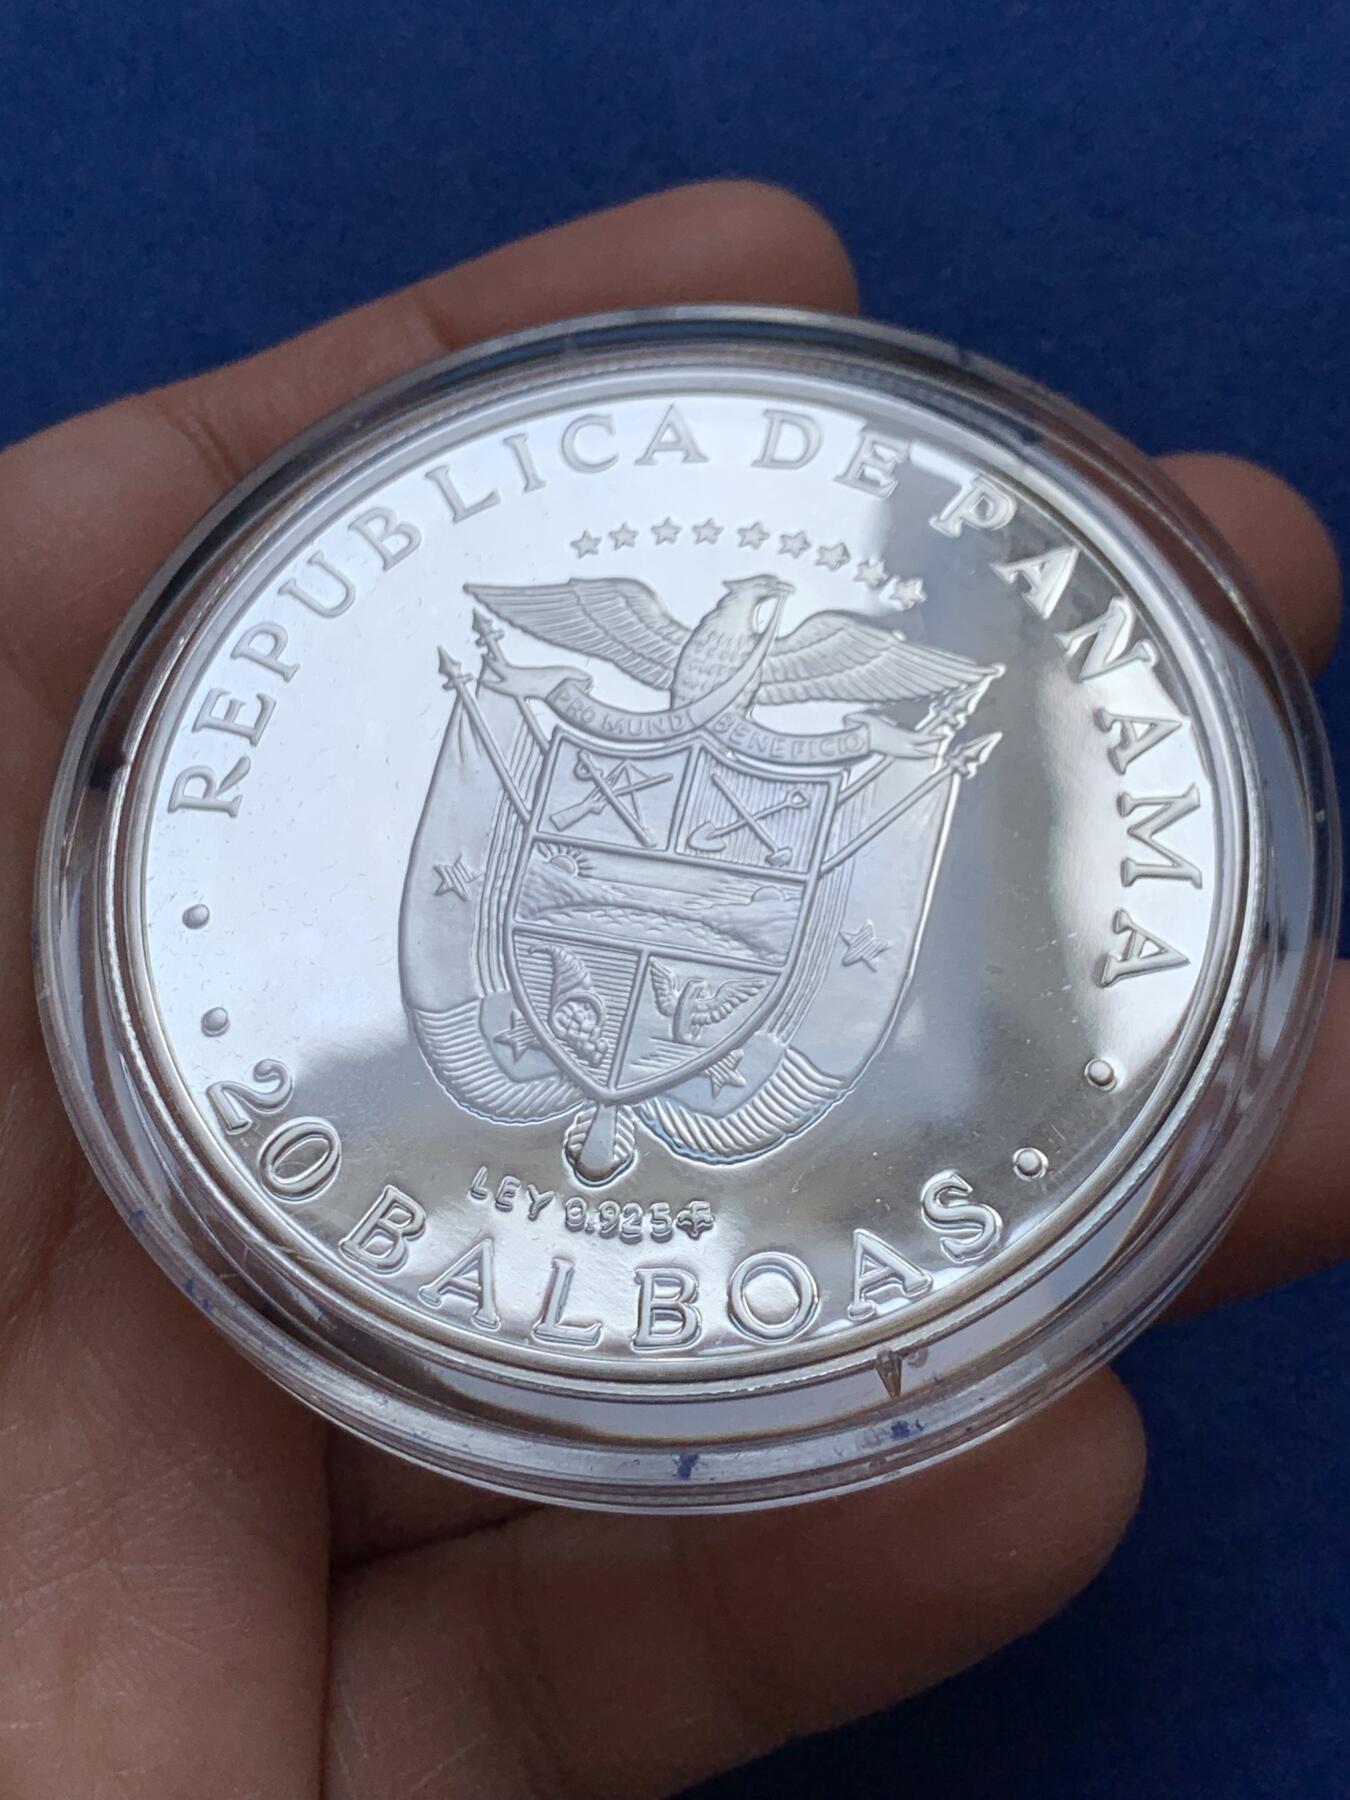 REPUBLICA DE PANAMA
PRO MUNDI BENEFICIO
LEY 0.925
20 BALBOAS